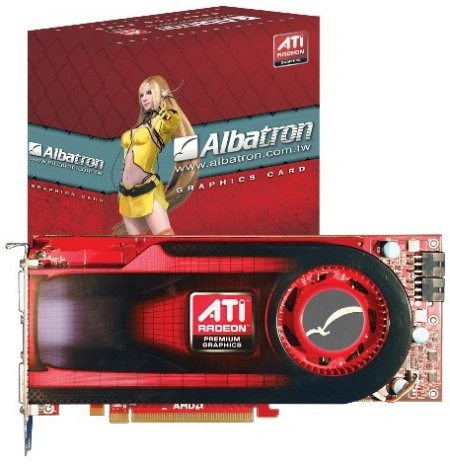 ATI
RADEON
GRAPHICS
Albatron
www.albatron.com.tw
GRAPHICS CARD
Albatron
GRAPHICS CARD
ATI
RADEON
PREMIUM
GRAPHICS
AMD